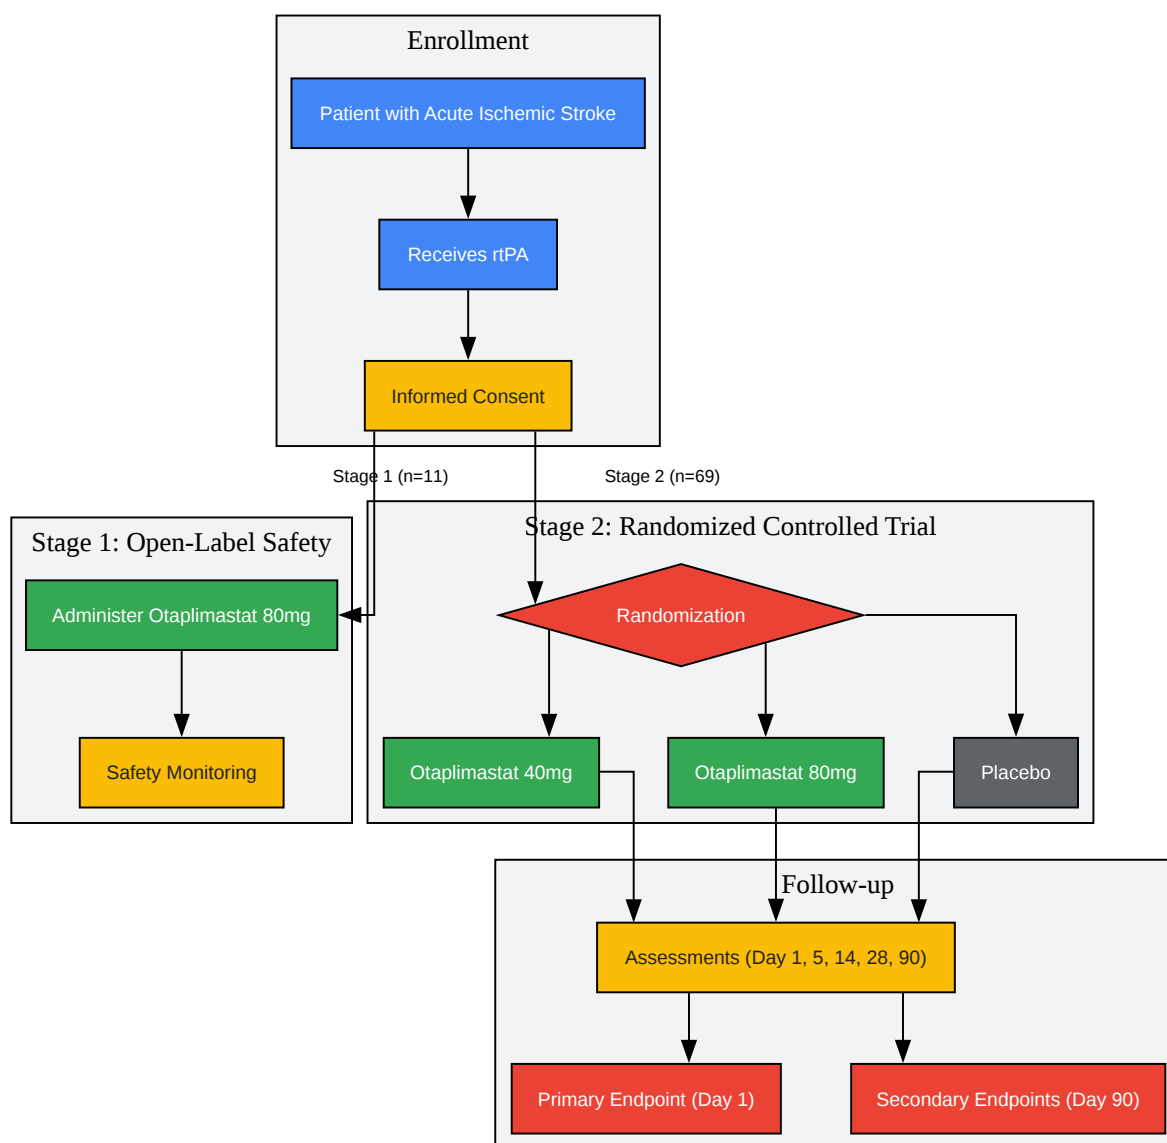 Enrollment
Patient with Acute Ischemic Stroke
Receives rtPA
Informed Consent
Stage 1 (n=11)
Stage 2 (n=69)
Stage 1: Open-Label Safety
Administer Otaplimastat 80mg
Safety Monitoring
Stage 2: Randomized Controlled Trial
Randomization
Otaplimastat 40mg
Otaplimastat 80mg
Placebo
Follow-up
Assessments (Day 1, 5, 14, 28, 90)
Primary Endpoint (Day 1)
Secondary Endpoints (Day 90)